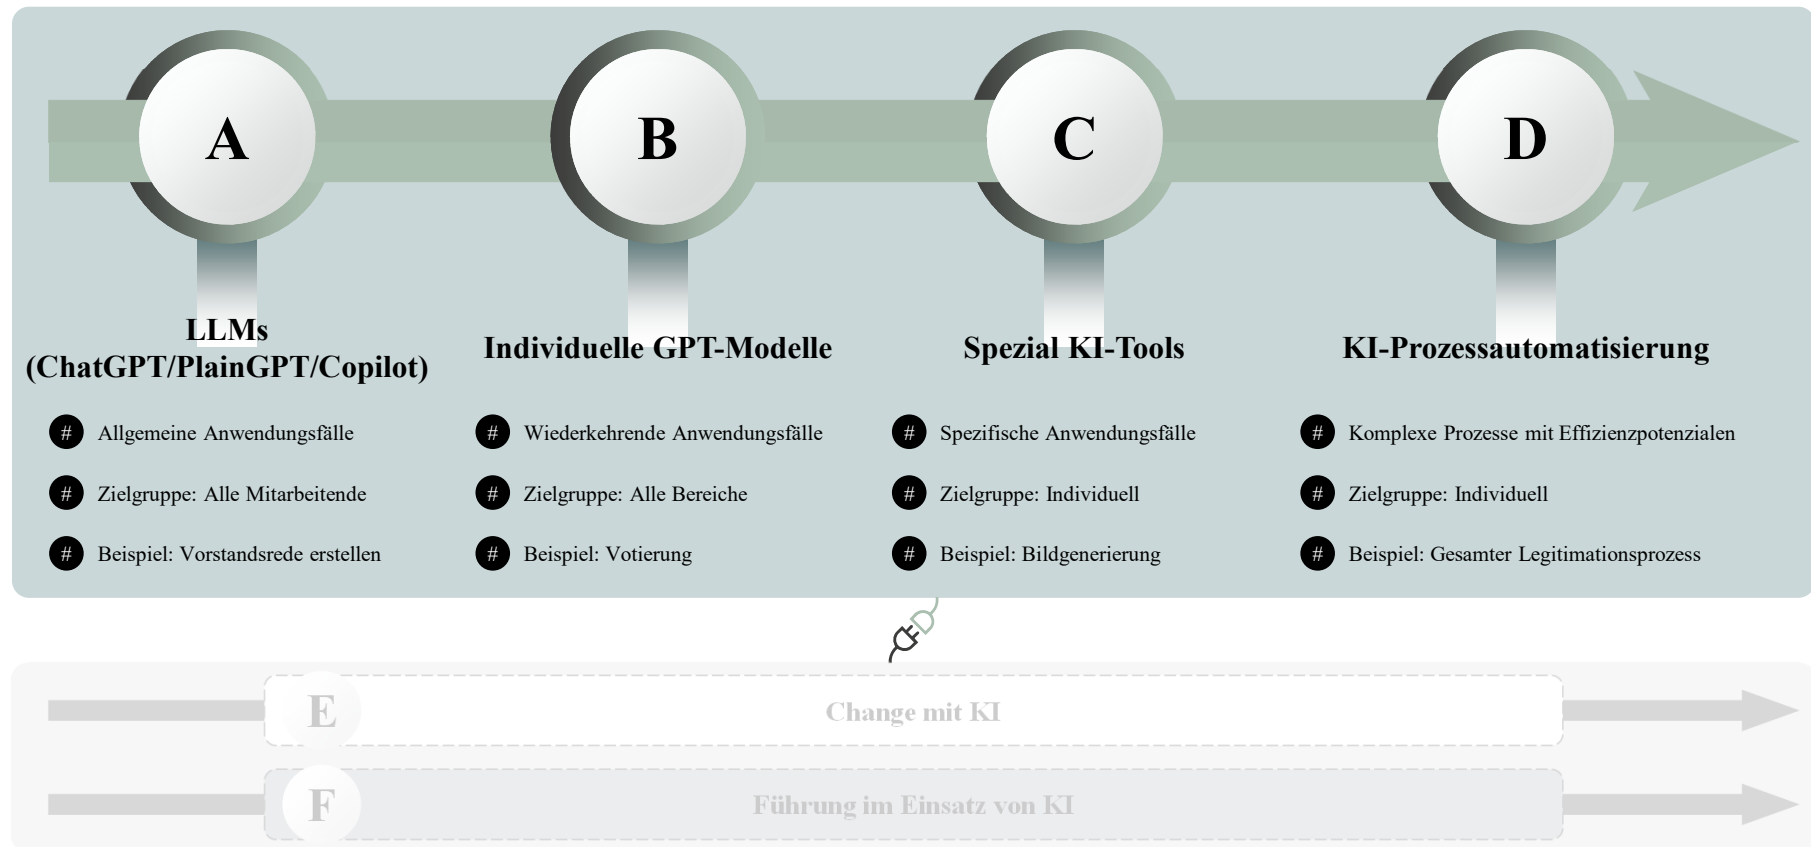 A
B
C
D
LLMs
(ChatGPT/PlainGPT/Copilot)
# Allgemeine Anwendungsfälle
# Zielgruppe: Alle Mitarbeitende
# Beispiel: Vorstandsrede erstellen
Individuelle GPT-Modelle
# Wiederkehrende Anwendungsfälle
# Zielgruppe: Alle Bereiche
# Beispiel: Votierung
Spezial KI-Tools
# Spezifische Anwendungsfälle
# Zielgruppe: Individuell
# Beispiel: Bildgenerierung
KI-Prozessautomatisierung
# Komplexe Prozesse mit Effizienzpotenzialen
# Zielgruppe: Individuell
# Beispiel: Gesamter Legitimationsprozess
E
Change mit KI
F
Führung im Einsatz von KI